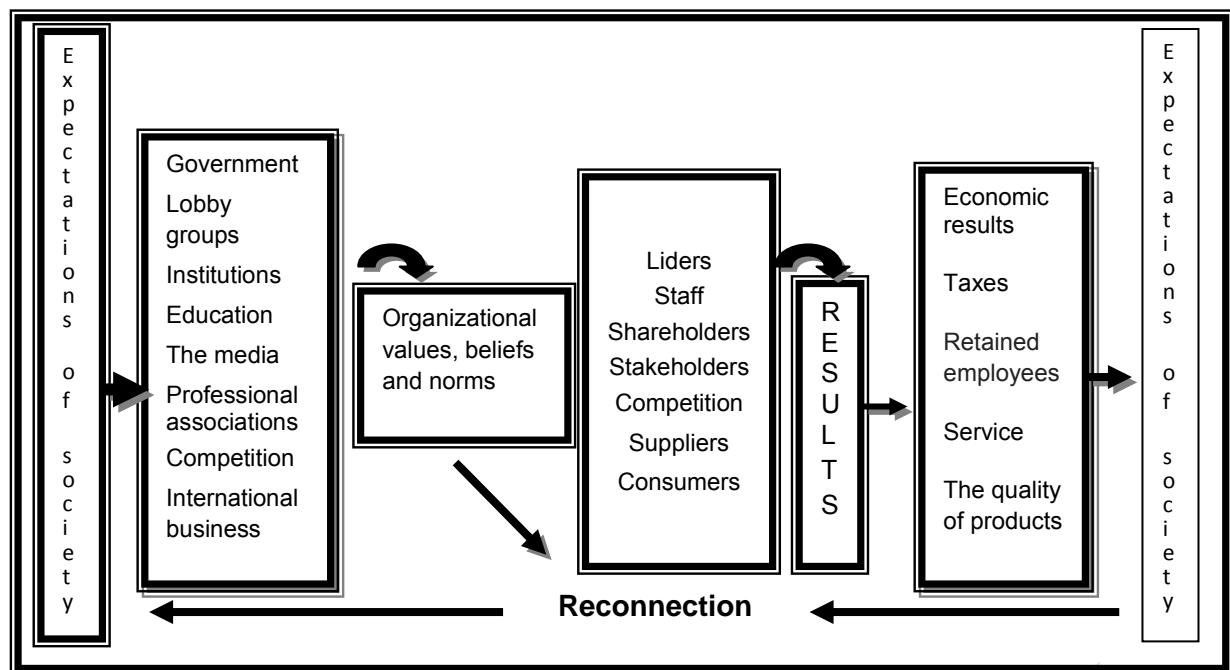 Expectations of society
Government
Lobby
groups
Institutions
Education
The media
Professional
associations
Competition
International
business
Organizational
values, beliefs
and norms
Liders
Staff
Shareholders
Stakeholders
Competition
Suppliers
Consumers
RESULTS
Economic
results
Taxes
Retained
employees
Service
The quality
of products
Expectations of society
Reconnection